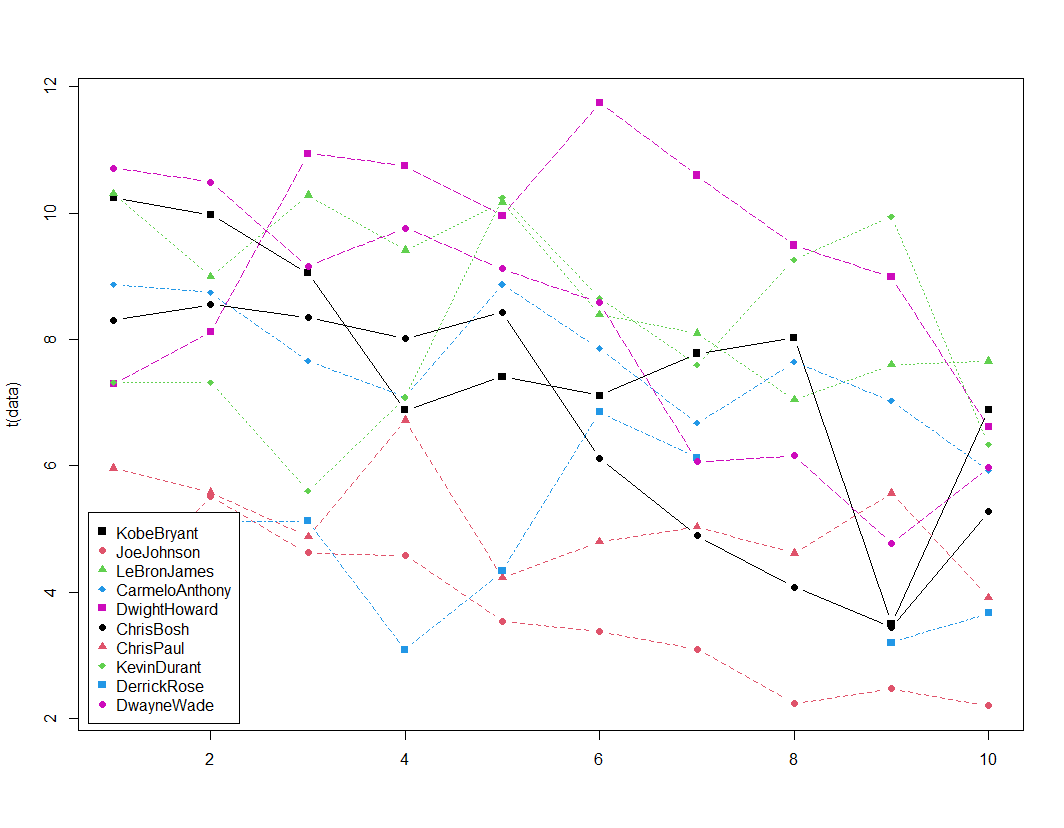 12
10
8
6
4
2
t(data)
KobeBryant
JoeJohnson
LeBronJames
CarmeloAnthony
DwightHoward
ChrisBosh
ChrisPaul
KevinDurant
DerrickRose
DwayneWade
2 4 6 8 10